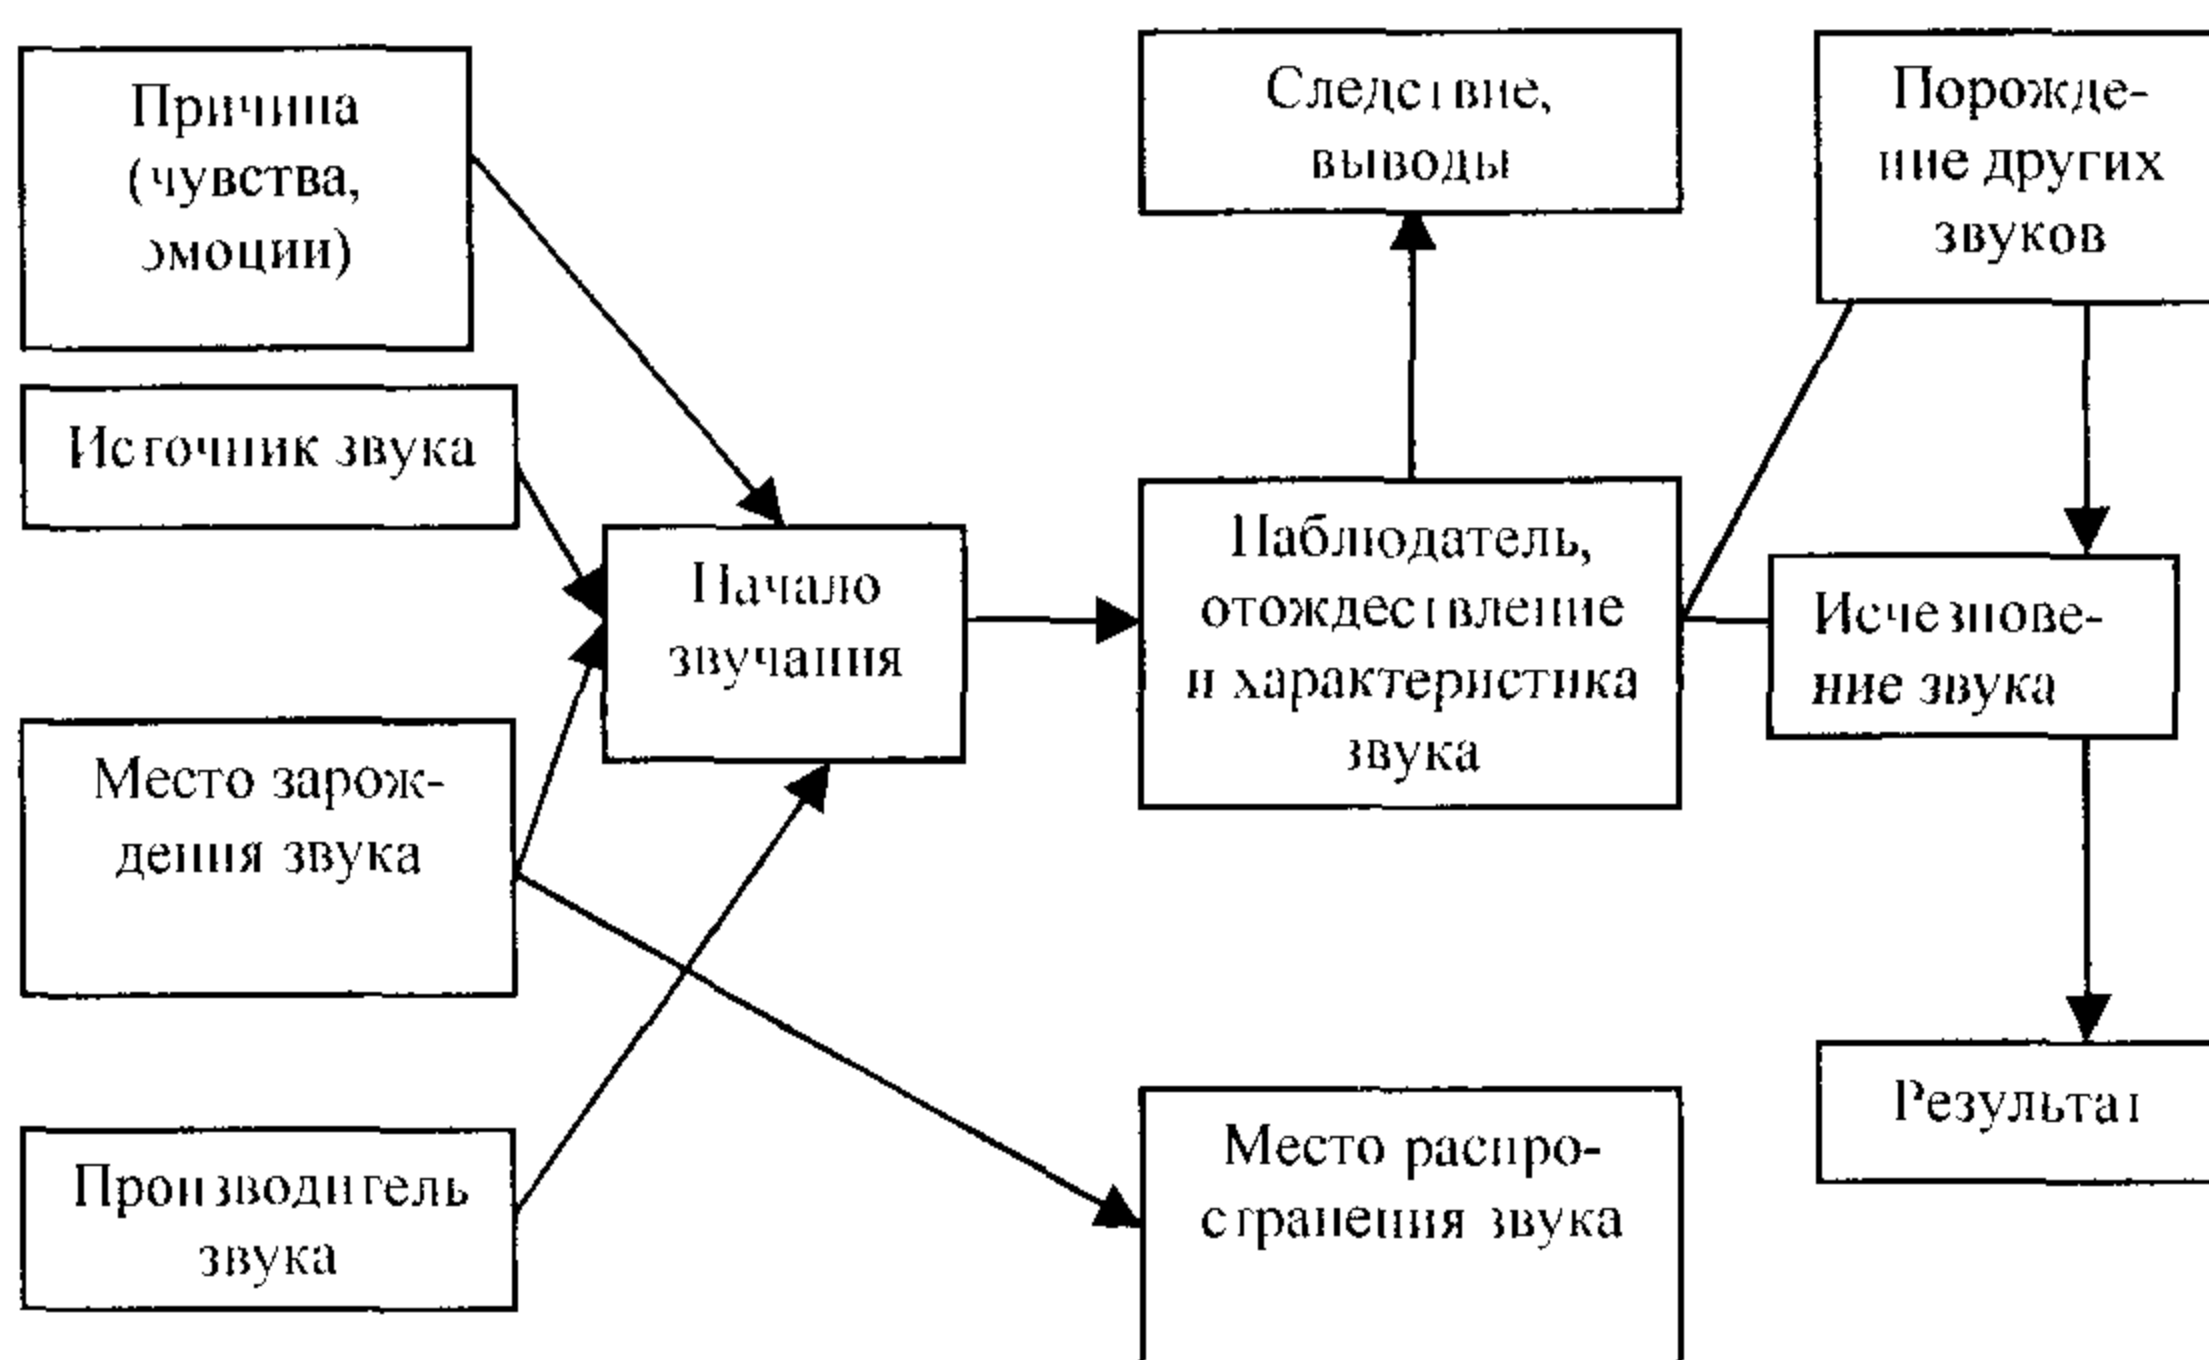 Причина
(чувства,
эмоции)
Источник звука
Место зарож-
дения звука
Производитель
звука
Начало
звучания
Следствие,
выводы
Наблюдатель,
отождествление
и характеристика
звука
Место распро-
странения звука
Порожде-
ние других
звуков
Исчезнове-
ние звука
Результат